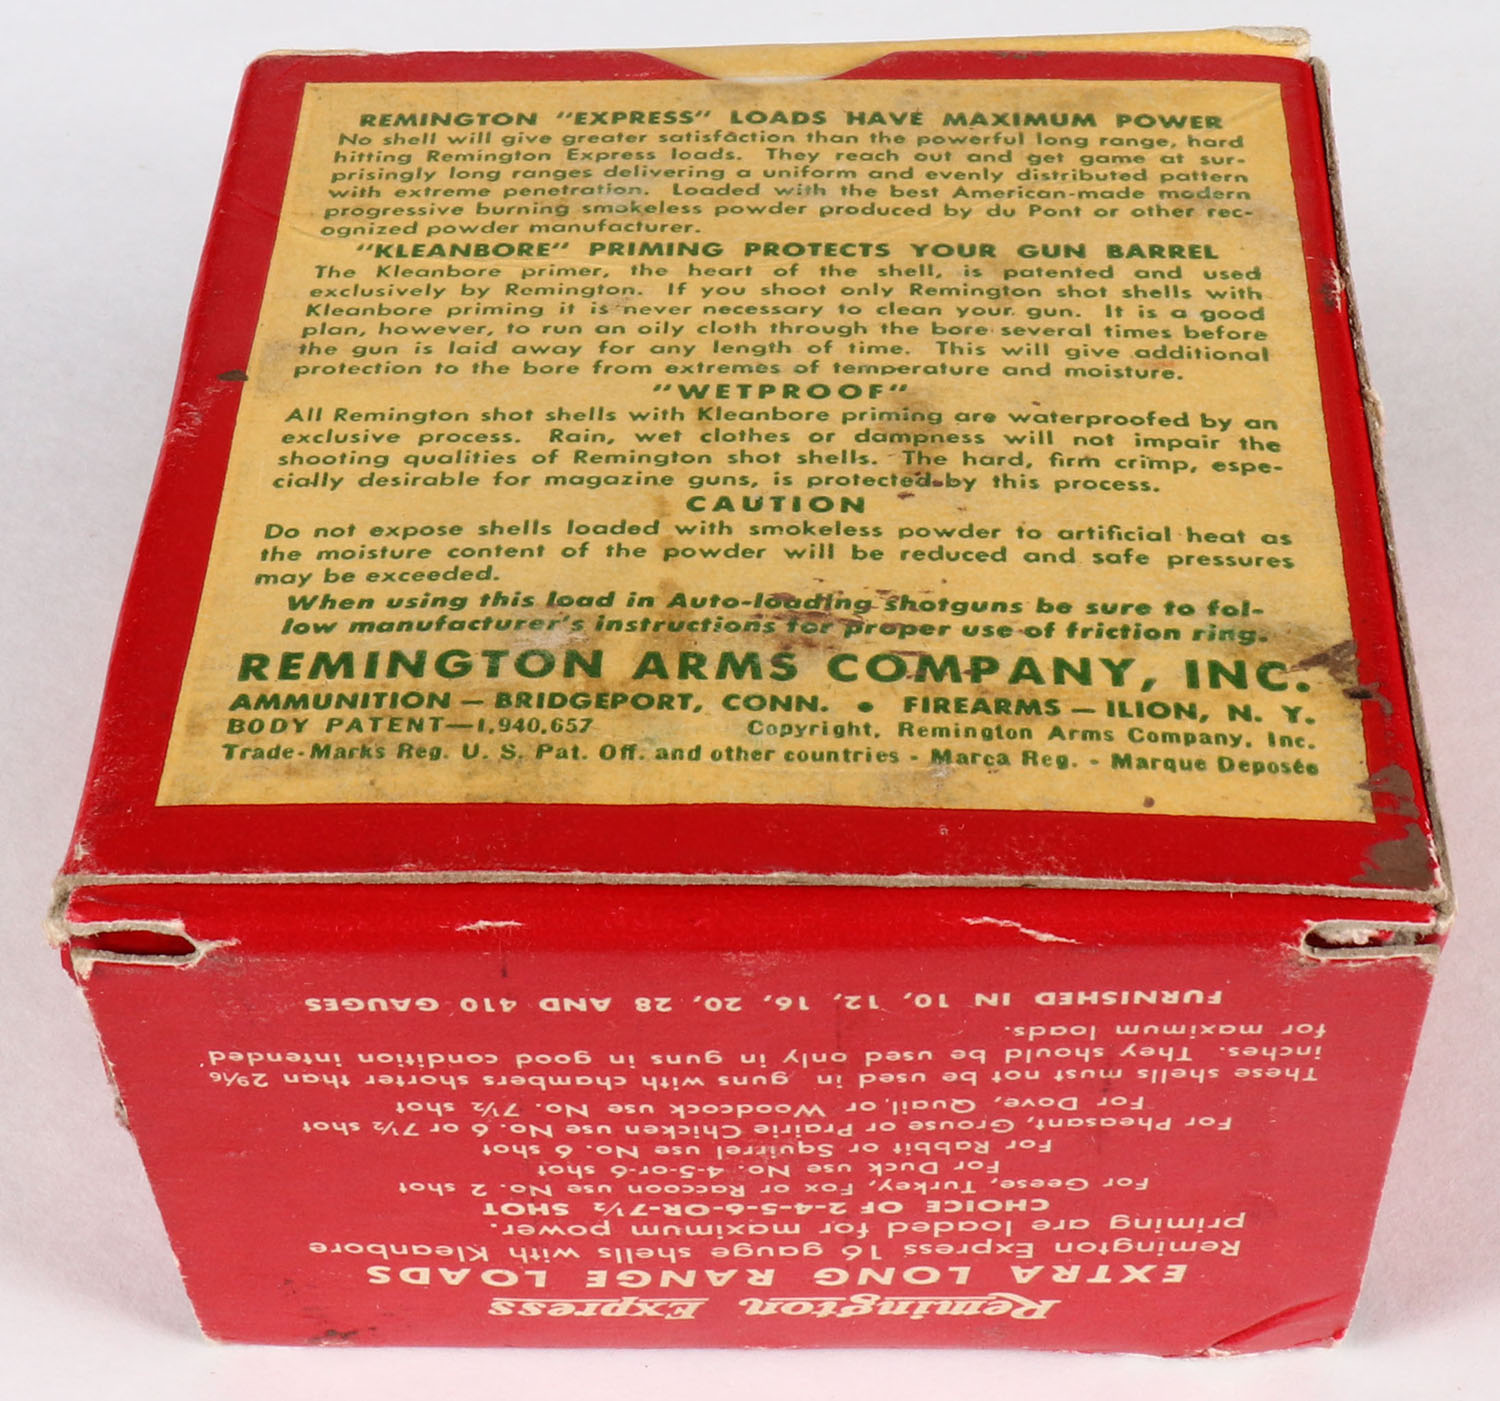 REMINGTON "EXPRESS" LOADS HAVE MAXIMUM POWER
No shell will give greater satisfaction than the powerful long range, hard
hitting Remington Express loads. They reach out and get game at sur-
prisingly long ranges delivering a uniform and evenly distributed pattern
with extreme penetration. Loaded with the best American-made modern
progressive burning smokeless powder produced by du Pont or other rec-
ognized powder manufacturer.
"KLEANBORE" PRIMING PROTECTS YOUR GUN BARREL
The Kleanbore primer, the heart of the shell, is patented and used
exclusively by Remington. If you shoot only Remington shot shells with
Kleanbore priming it is never necessary to clean your gun. It is a good
plan, however, to run an oily cloth through the bore several times before
the gun is laid away for any length of time. This will give additional
protection to the bore from extremes of temperature and moisture.
"WETPROOF"
All Remington shot shells with Kleanbore priming are waterproofed by an
exclusive process. Rain, wet clothes or dampness will not impair the
shooting qualities of Remington shot shells. The hard, firm crimp, espe-
cially desirable for magazine guns, is protected by this process.
CAUTION
Do not expose shells loaded with smokeless powder to artificial heat as
the moisture content of the powder will be reduced and safe pressures
may be exceeded.
When using this load in Auto-loading shotguns be sure to fol-
low manufacturer's instructions for proper use of friction ring.
REMINGTON ARMS COMPANY, INC.
AMMUNITION — BRIDGEPORT, CONN. • FIREARMS — ILION, N. Y.
BODY PATENT—1,940,657 Copyright, Remington Arms Company, Inc.
Trade-Marks Reg. U. S. Pat. Off. and other countries - Marca Reg. - Marque Deposée
Remington Express
EXTRA LONG RANGE LOADS
Remington Express 16 gauge shells with Kleanbore
priming are loaded for maximum power.
CHOICE OF 2-4-5-6-OR-7½ SHOT
For Geese, Turkey, Fox or Raccoon use No. 2 shot
For Duck use No. 4-5-or-6 shot
For Rabbit or Squirrel use No. 6 shot
For Pheasant, Grouse or Prairie Chicken use No. 6 or 7½ shot
For Dove, Quail, or Woodcock use No. 7½ shot
These shells must not be used in guns with chambers shorter than 2 9/16
inches. They should be used only in guns in good condition intended
for maximum loads.
FURNISHED IN 10, 12, 16, 20, 28 AND 410 GAUGES